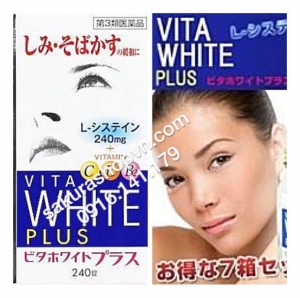 第3類医薬品
しみ・そばかすの緩和に
L-システイン
240mg
+
VITA
WHITE
PLUS
ビタホワイトプラス
240錠
VITA
L-システイ
WHITE
PLUS
ビタホワイトプラス
お得な7箱セッ